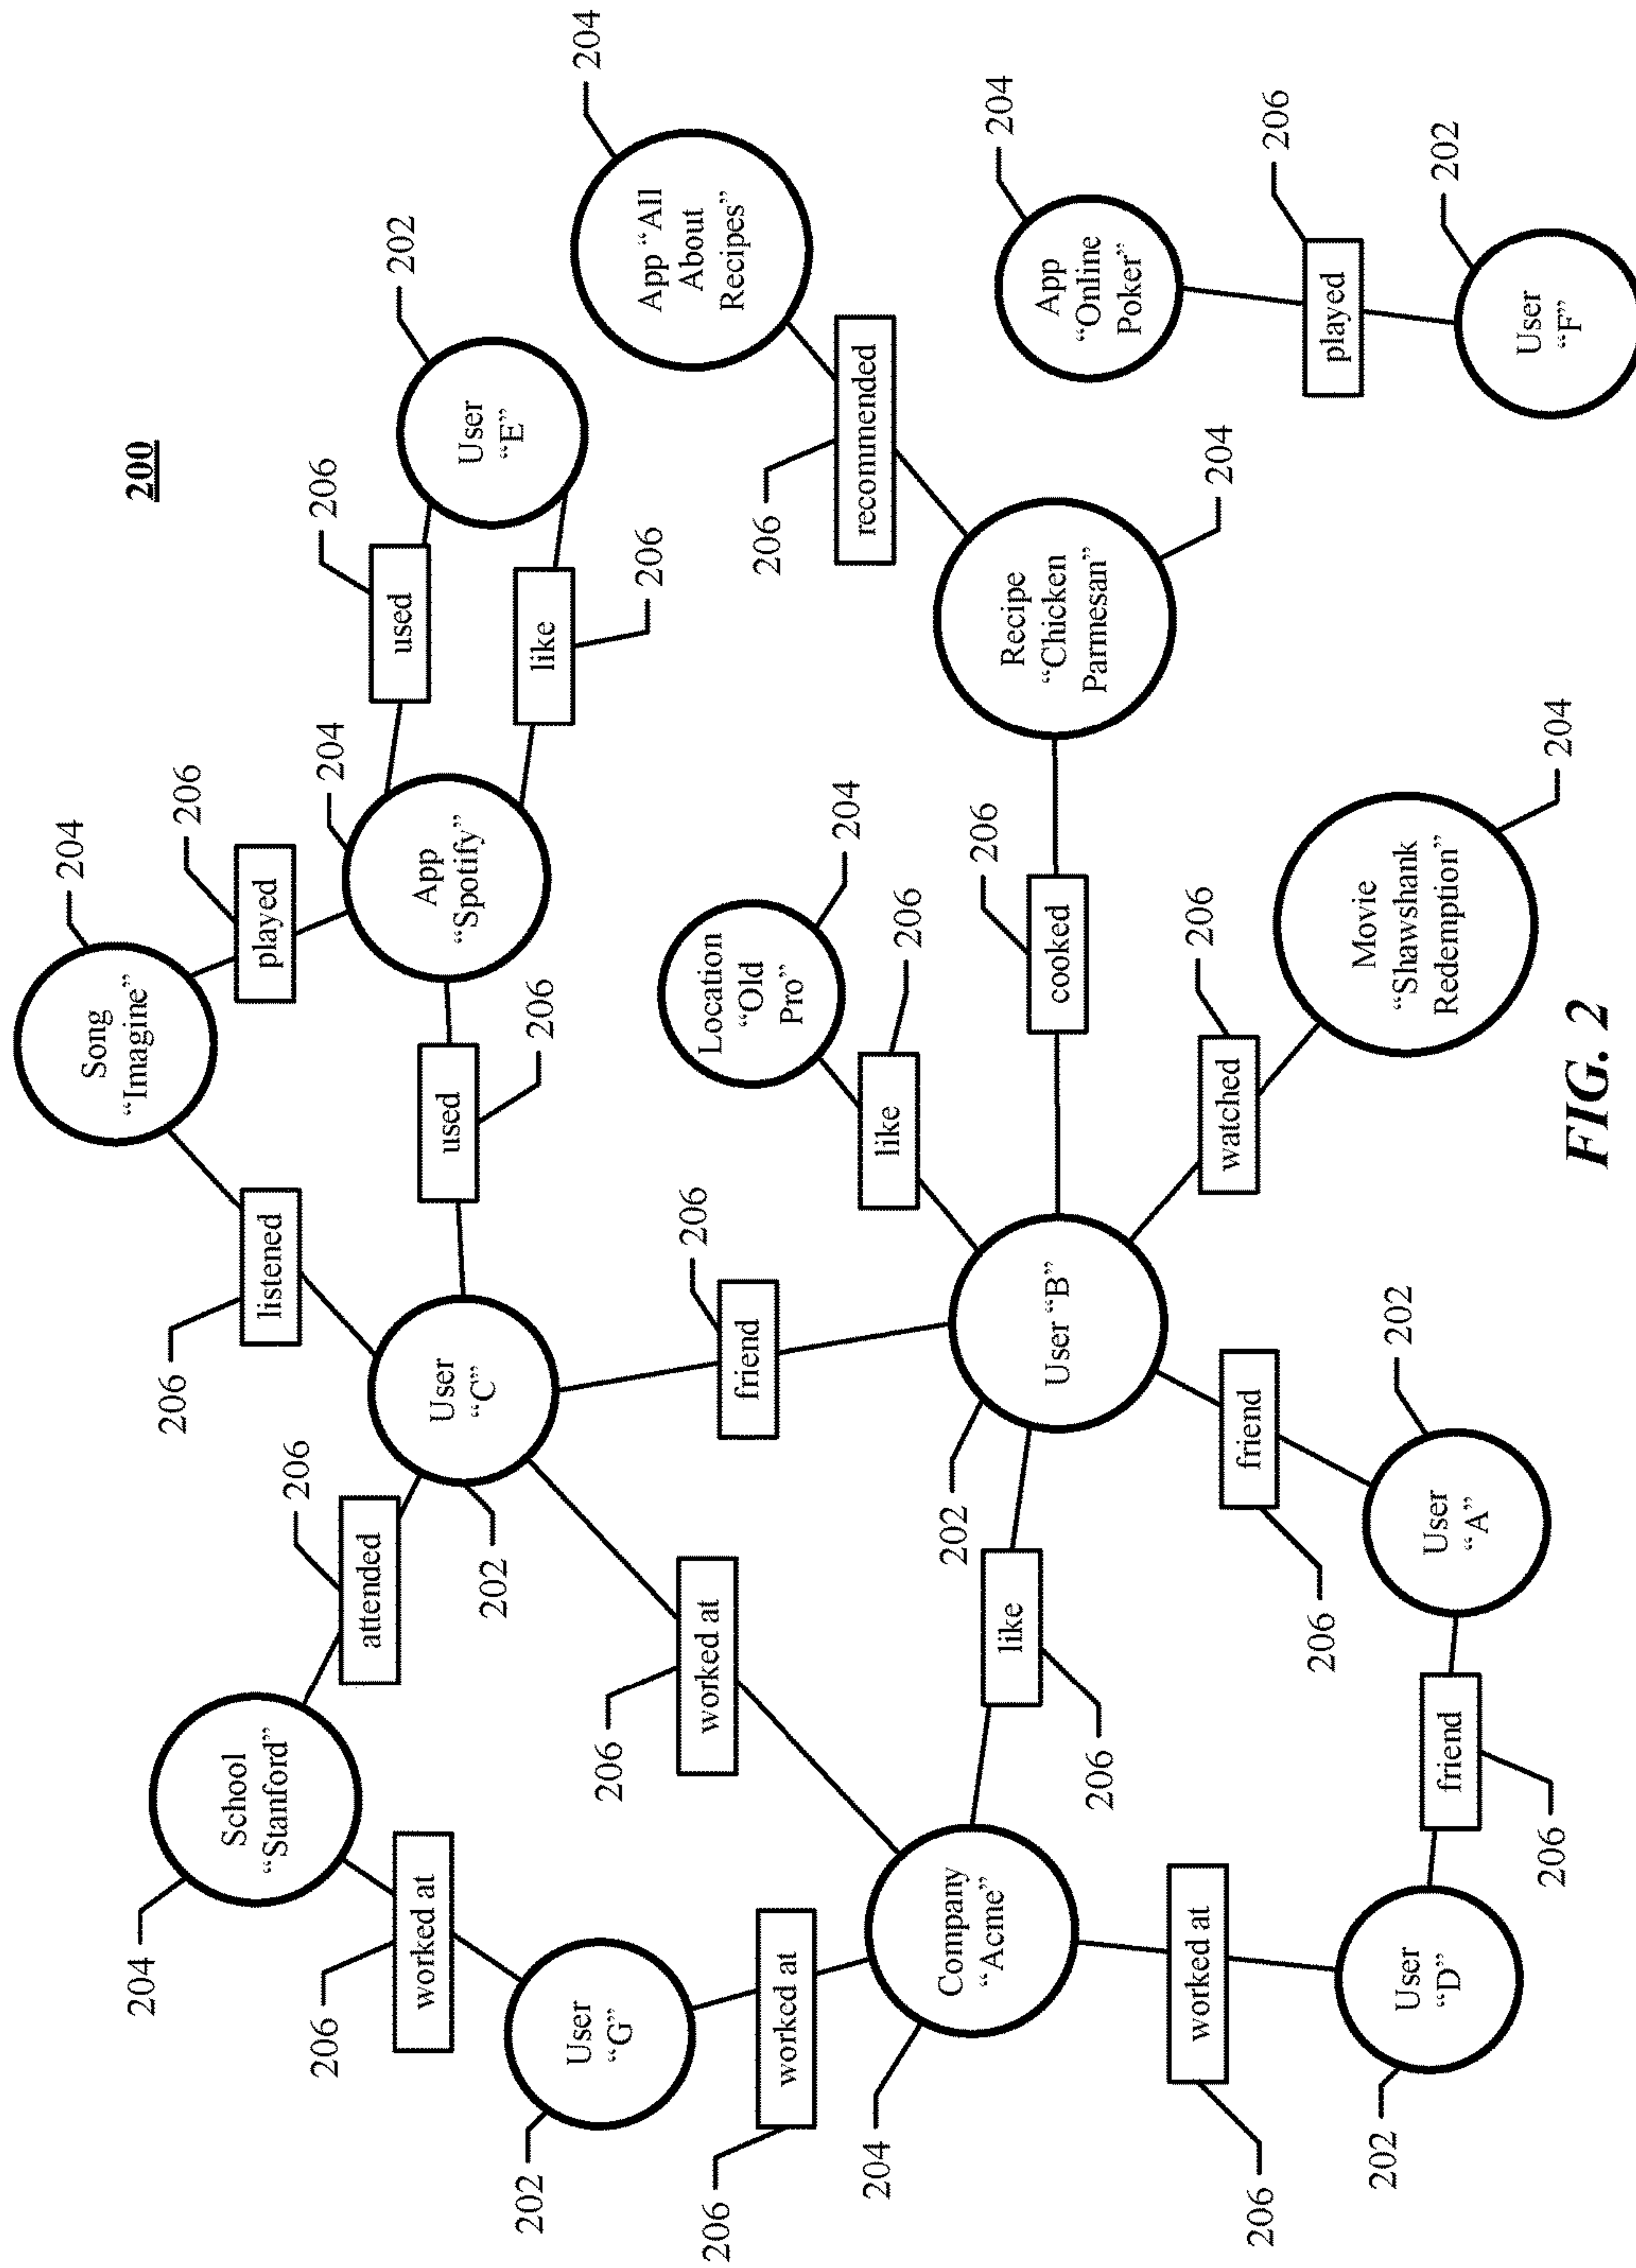 200
Song
“Imagine”
204
204
206
206
School
“Stanford”
listened
played
206
206
206
204
202
attended
used
worked at
User
“C”
App
“Spotify”
User
“E”
used
202
202
206
like
User
“G”
204
206
206
App “All
About
Recipes”
206
worked at
206
Location
“Old
Pro”
friend
206
worked at
204
recommended
204
like
206
202
Company
“Acme”
206
204
like
Recipe
“Chicken
Parmesan”
User “B”
cooked
App
“Online
Poker”
206
worked at
206
204
watched
friend
206
206
206
played
Movie
“Shawshank
Redemption”
202
202
User
“D”
User
“A”
202
friend
User
“F”
206
204
FIG. 2